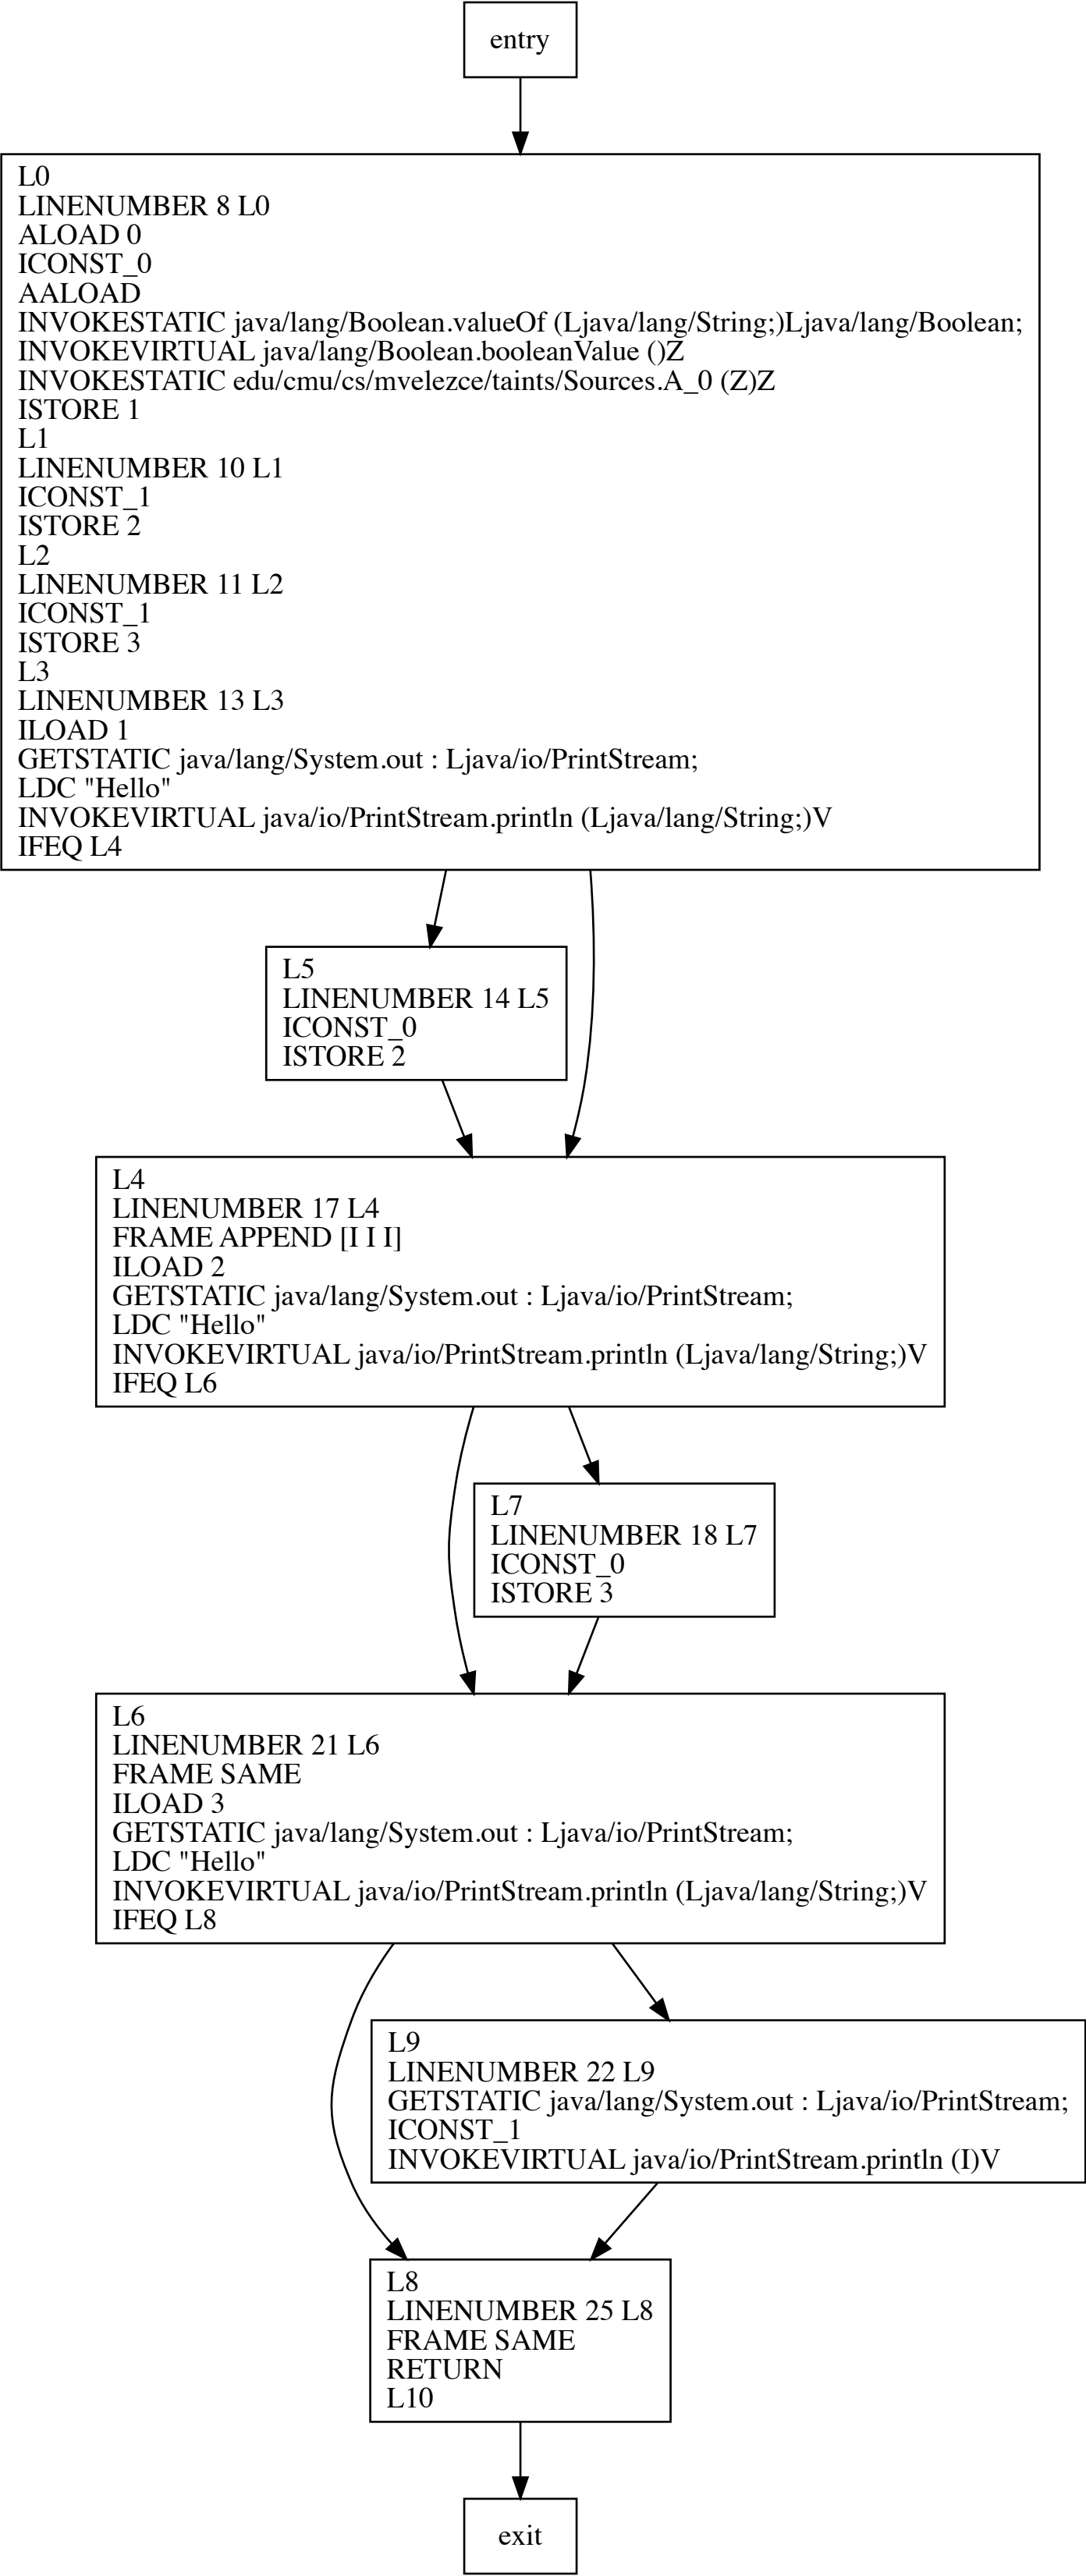 entry
L0
LINENUMBER 8 L0
ALOAD 0
ICONST_0
AALOAD
INVOKESTATIC java/lang/Boolean.valueOf (Ljava/lang/String;)Ljava/lang/Boolean;
INVOKEVIRTUAL java/lang/Boolean.booleanValue ()Z
INVOKESTATIC edu/cmu/cs/mvelezce/taints/Sources.A_0 (Z)Z
ISTORE 1
L1
LINENUMBER 10 L1
ICONST_1
ISTORE 2
L2
LINENUMBER 11 L2
ICONST_1
ISTORE 3
L3
LINENUMBER 13 L3
ILOAD 1
GETSTATIC java/lang/System.out : Ljava/io/PrintStream;
LDC "Hello"
INVOKEVIRTUAL java/io/PrintStream.println (Ljava/lang/String;)V
IFEQ L4
L5
LINENUMBER 14 L5
ICONST_0
ISTORE 2
L4
LINENUMBER 17 L4
FRAME APPEND [I I I]
ILOAD 2
GETSTATIC java/lang/System.out : Ljava/io/PrintStream;
LDC "Hello"
INVOKEVIRTUAL java/io/PrintStream.println (Ljava/lang/String;)V
IFEQ L6
L7
LINENUMBER 18 L7
ICONST_0
ISTORE 3
L6
LINENUMBER 21 L6
FRAME SAME
ILOAD 3
GETSTATIC java/lang/System.out : Ljava/io/PrintStream;
LDC "Hello"
INVOKEVIRTUAL java/io/PrintStream.println (Ljava/lang/String;)V
IFEQ L8
L9
LINENUMBER 22 L9
GETSTATIC java/lang/System.out : Ljava/io/PrintStream;
ICONST_1
INVOKEVIRTUAL java/io/PrintStream.println (I)V
L8
LINENUMBER 25 L8
FRAME SAME
RETURN
L10
exit